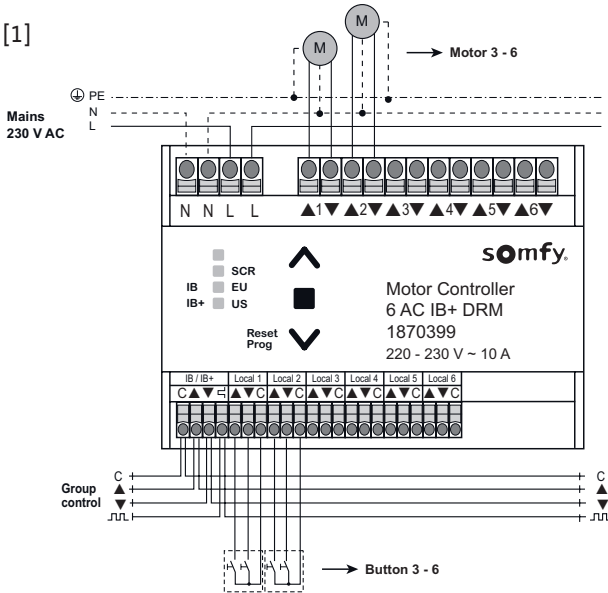 [1]
M
M
Motor 3 - 6
PE
Mains
230 V AC
N
L
N N L L ▲1▼ ▲2▼ ▲3▼ ▲4▼ ▲5▼ ▲6▼
somfy.
SCR
IB EU
IB+ US
Reset
Prog
Motor Controller
6 AC IB+ DRM
1870399
220 - 230 V ~ 10 A
IB / IB+ Local 1 Local 2 Local 3 Local 4 Local 5 Local 6
C▲▼ ▲▼C ▲▼C ▲▼C ▲▼C ▲▼C ▲▼C
Group
control
C
▲
▼
C
▲
▼
Button 3 - 6